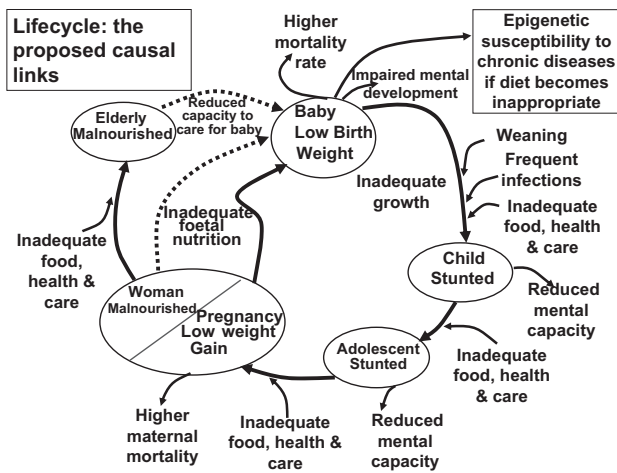 Lifecycle: the
proposed causal
links
Higher
mortality
rate
Epigenetic
susceptibility to
chronic diseases
if diet becomes
inappropriate
Impaired mental
development
Reduced
capacity to
care for baby
Elderly
Malnourished
Baby
Low Birth
Weight
Weaning
Frequent
infections
Inadequate
food, health
& care
Inadequate
growth
Inadequate
foetal
nutrition
Inadequate
food,
health &
care
Child
Stunted
Reduced
mental
capacity
Woman
Malnourished
Pregnancy
Low weight
Gain
Adolescent
Stunted
Inadequate
food, health
& care
Higher
maternal
mortality
Inadequate
food, health &
care
Reduced
mental
capacity